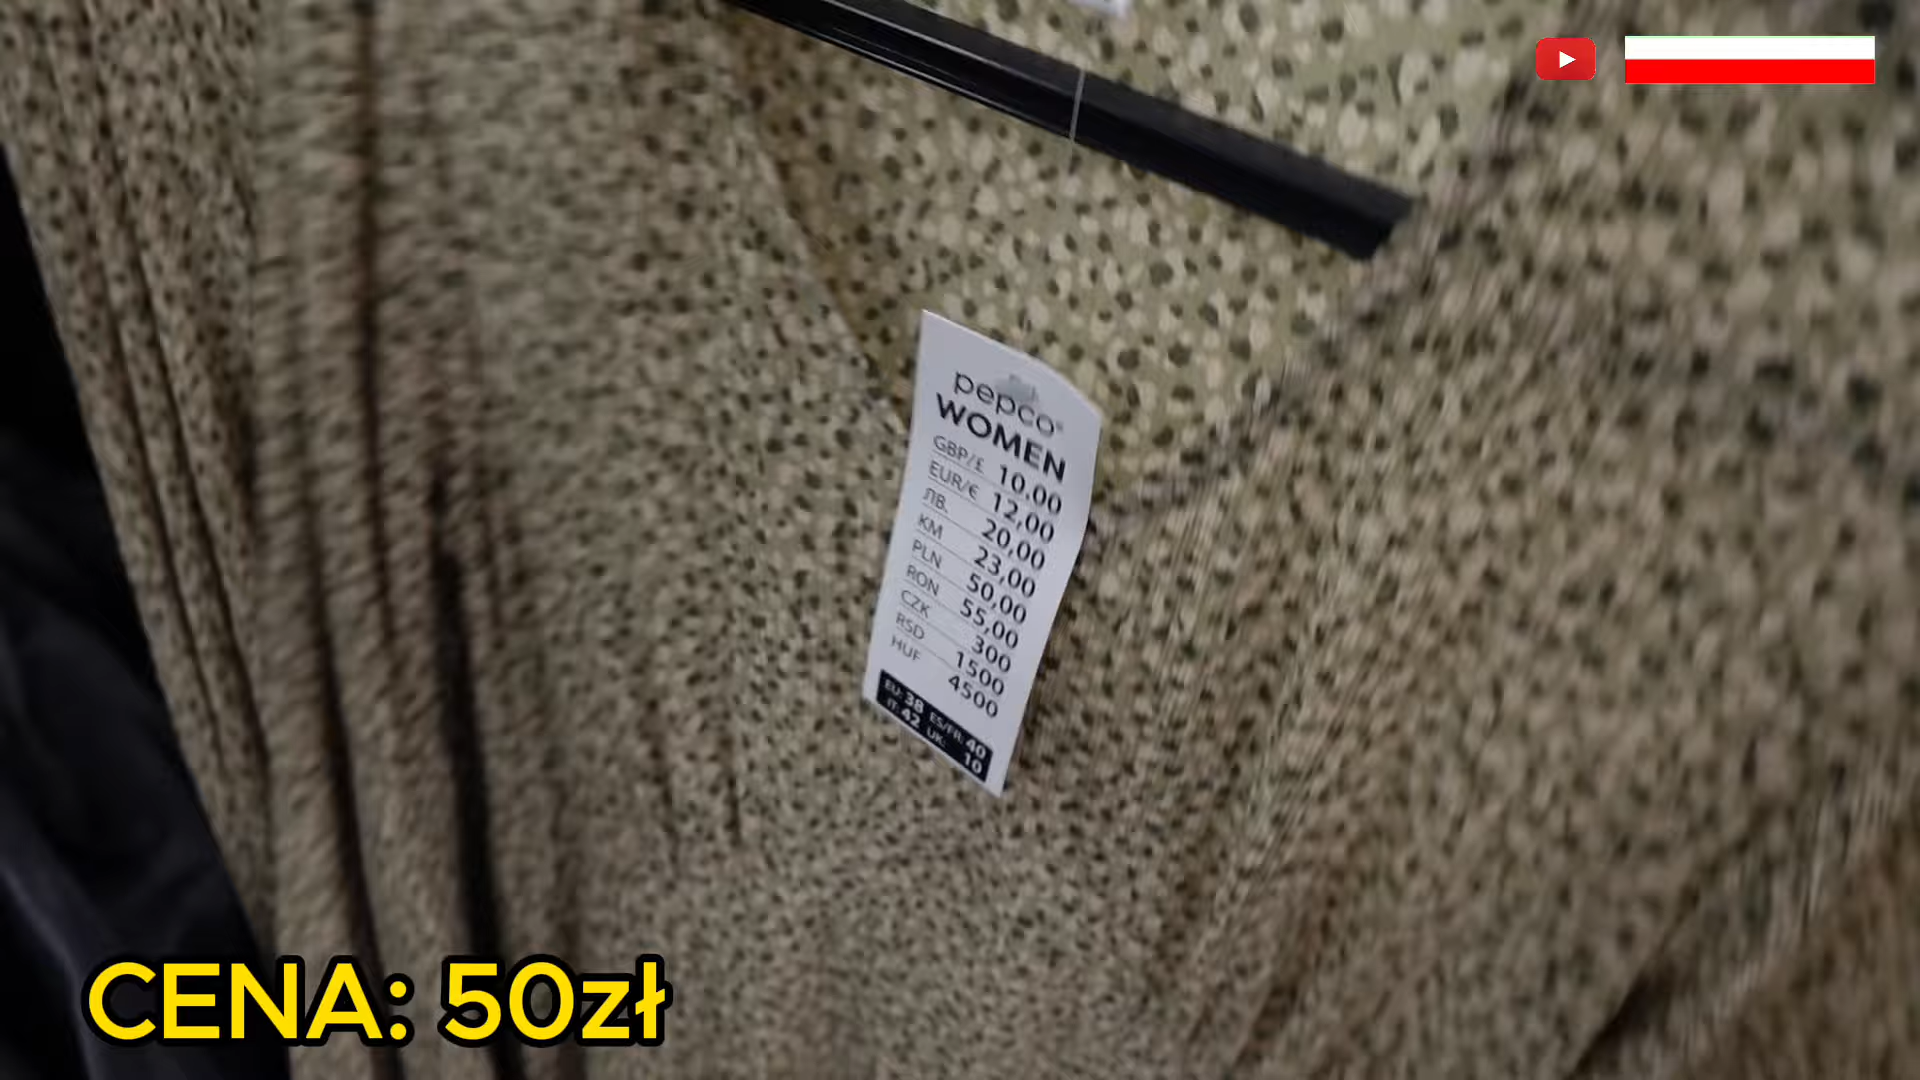 pepco
WOMEN
GBP/£ 10.00
EUR/€ 12,00
ЛВ. 20,00
KM 23,00
PLN 50,00
RON 55,00
CZK 300
RSD 1500
HUF 4500
EU: 38 ES/FR: 40
IT: 42 UK: 10
CENA: 50zł